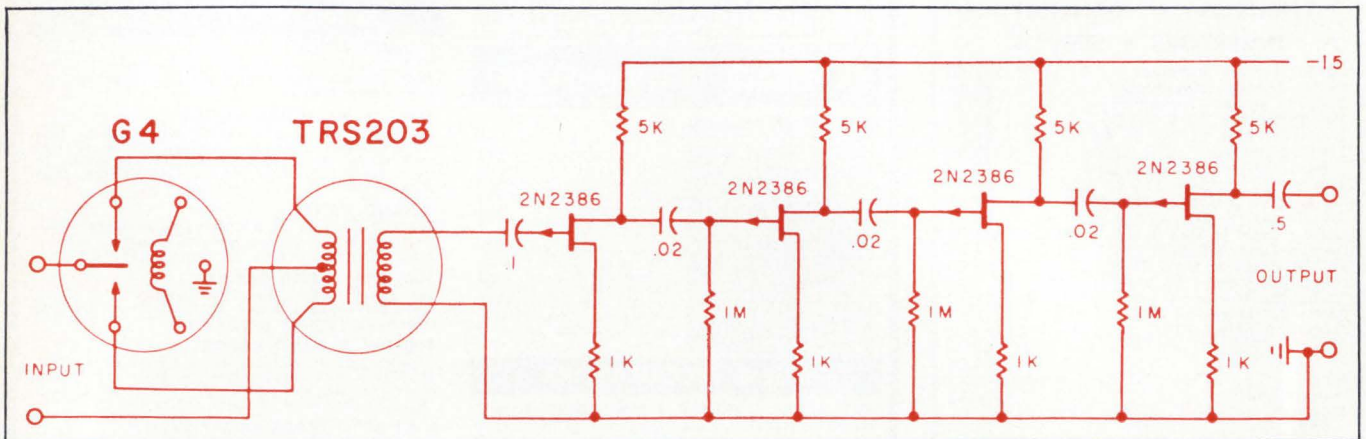 G4
TRS203
-15
5K
5K
5K
5K
2N2386
2N2386
2N2386
2N2386
.1
.02
.02
.02
.5
OUTPUT
1M
1M
1M
1K
1K
1K
1K
INPUT